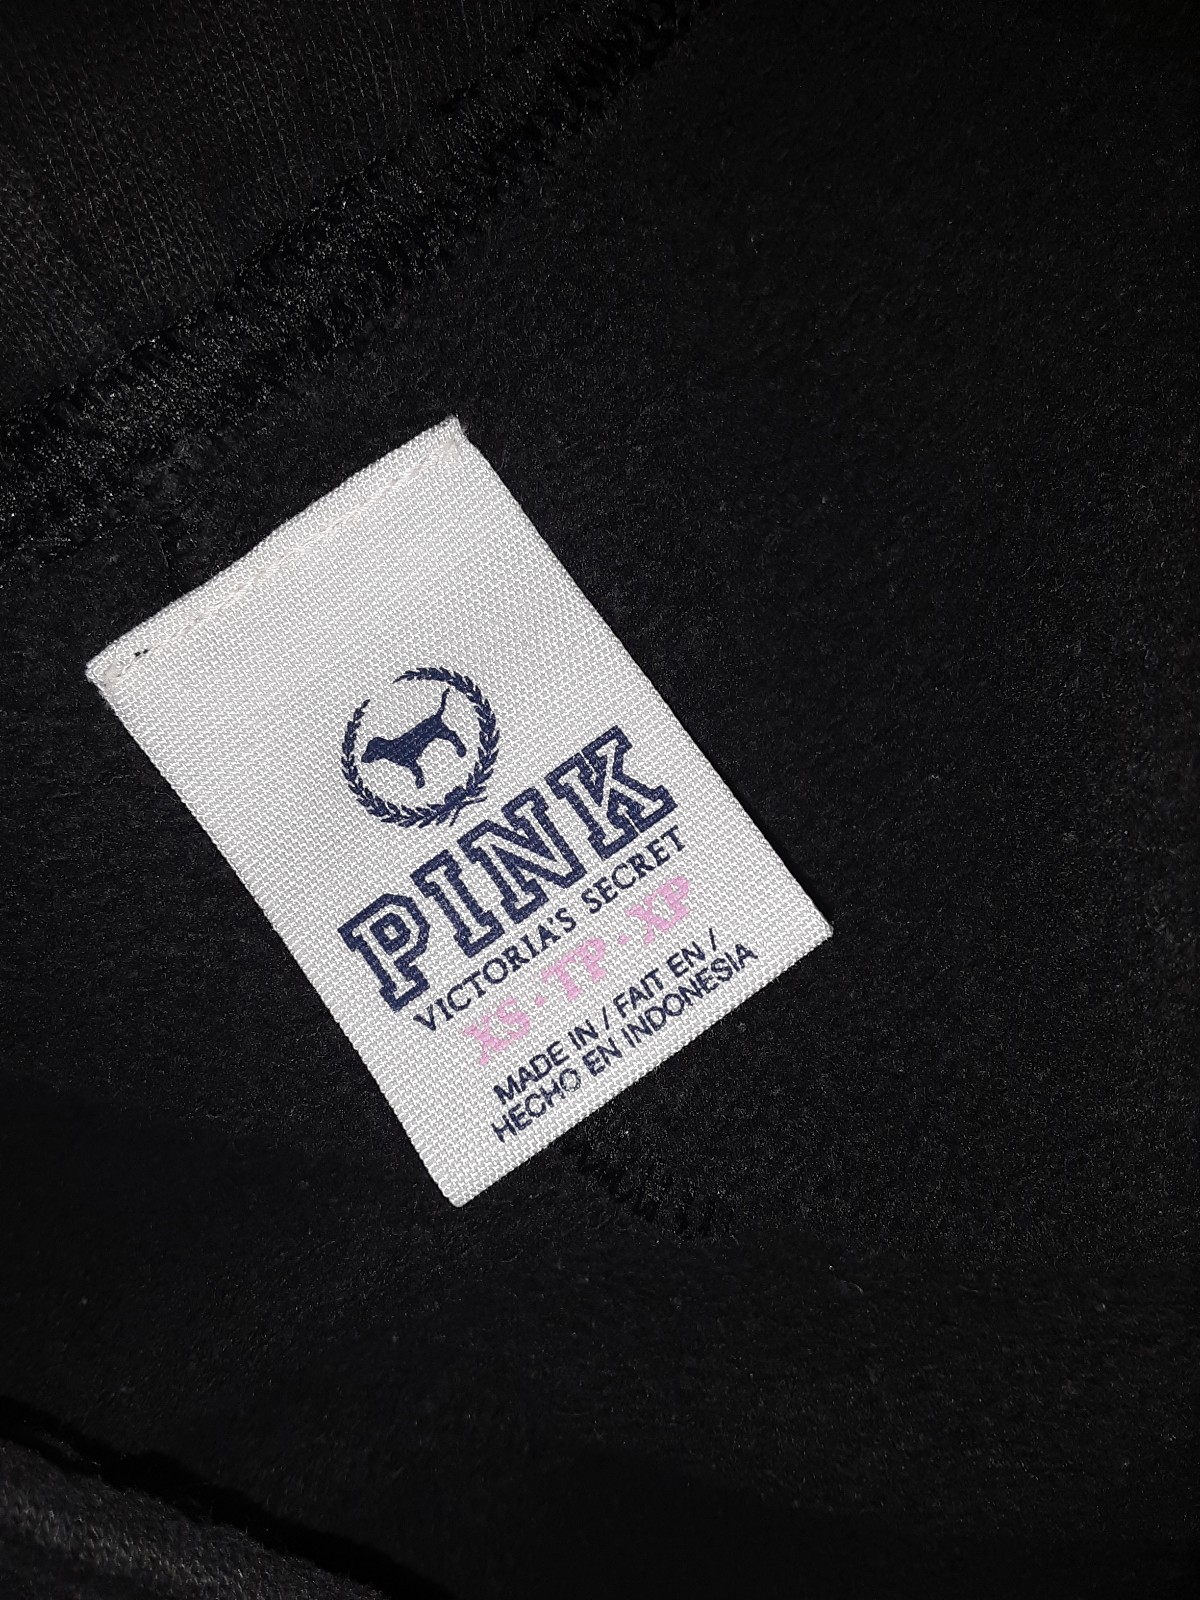 PINK
VICTORIA'S SECRET
XS·TP·XP
MADE IN / FAIT EN /
HECHO EN INDONESIA